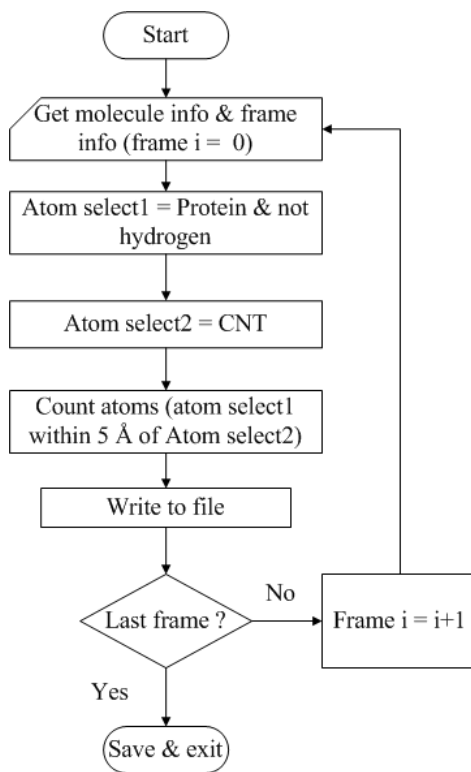 Start
Get molecule info & frame
info (frame i =  0)
Atom select1 = Protein & not
hydrogen
Atom select2 = CNT
Count atoms (atom select1
within 5 Å of Atom select2)
Write to file
Last frame ?
No
Frame i = i+1
Yes
Save & exit